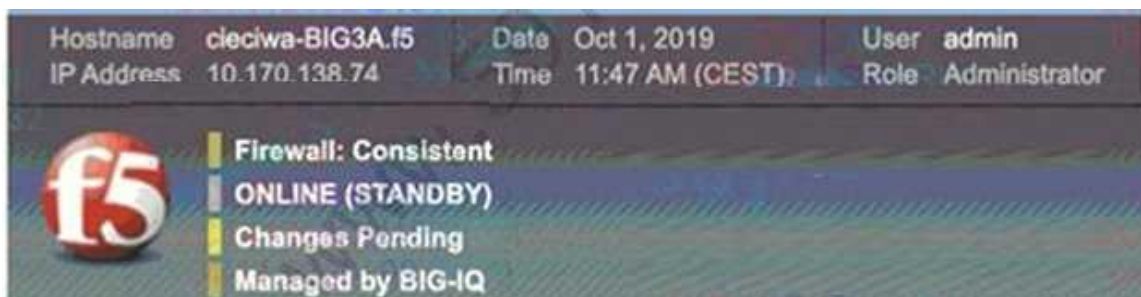 Hostname cieciwa-BIG3A.f5 Date Oct 1, 2019 User admin
IP Address 10.170.138.74 Time 11:47 AM (CEST) Role Administrator
f5
Firewall: Consistent
ONLINE (STANDBY)
Changes Pending
Managed by BIG-IQ